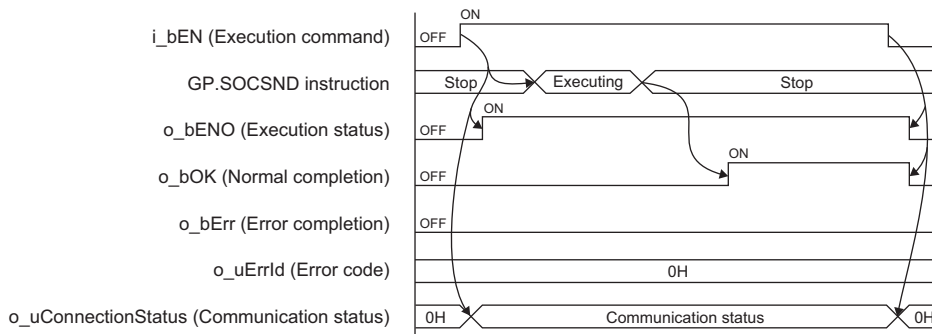 ON
i_bEN (Execution command) OFF
GP.SOCSND instruction Stop Executing Stop
ON
o_bENO (Execution status) OFF
ON
o_bOK (Normal completion) OFF
o_bErr (Error completion) OFF
o_uErrId (Error code) 0H
o_uConnectionStatus (Communication status) 0H Communication status 0H